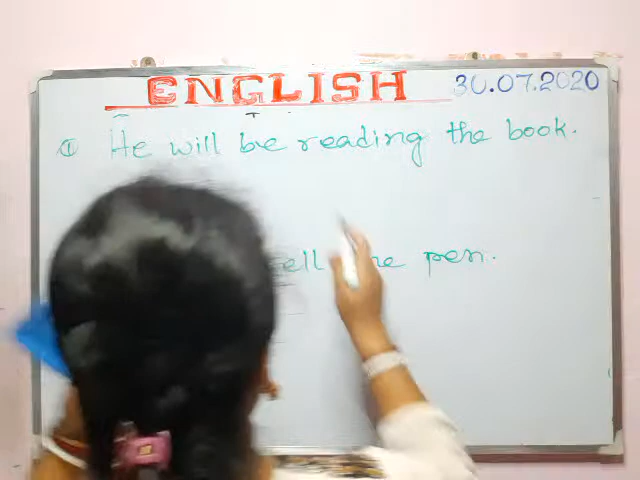 ENGLISH 30.07.2020
① He will be reading the book.
pen.